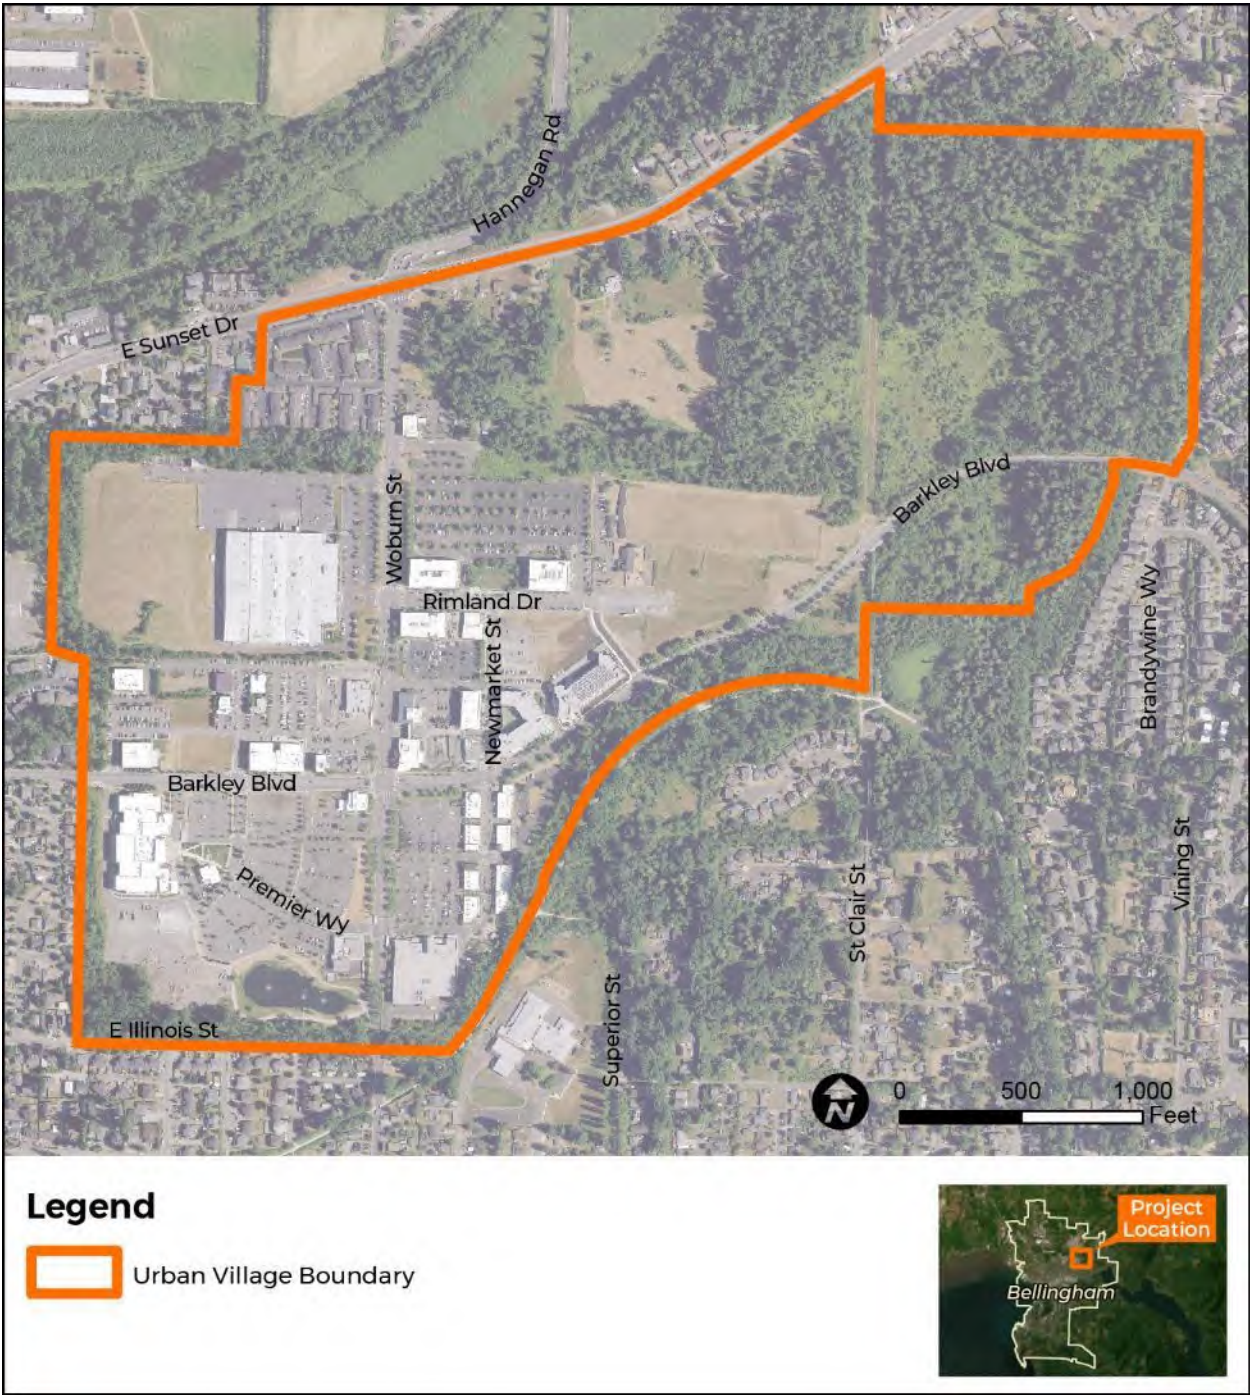 Hannegan Rd
E Sunset Dr
Barkley Blvd
Woburn St
Rimland Dr
Newmarket St
Brandywine Wy
Barkley Blvd
Premier Wy
Vining St
St Clair St
Superior St
E Illinois St
N
0 500 1,000
Feet
Legend
Urban Village Boundary
Project
Location
Bellingham